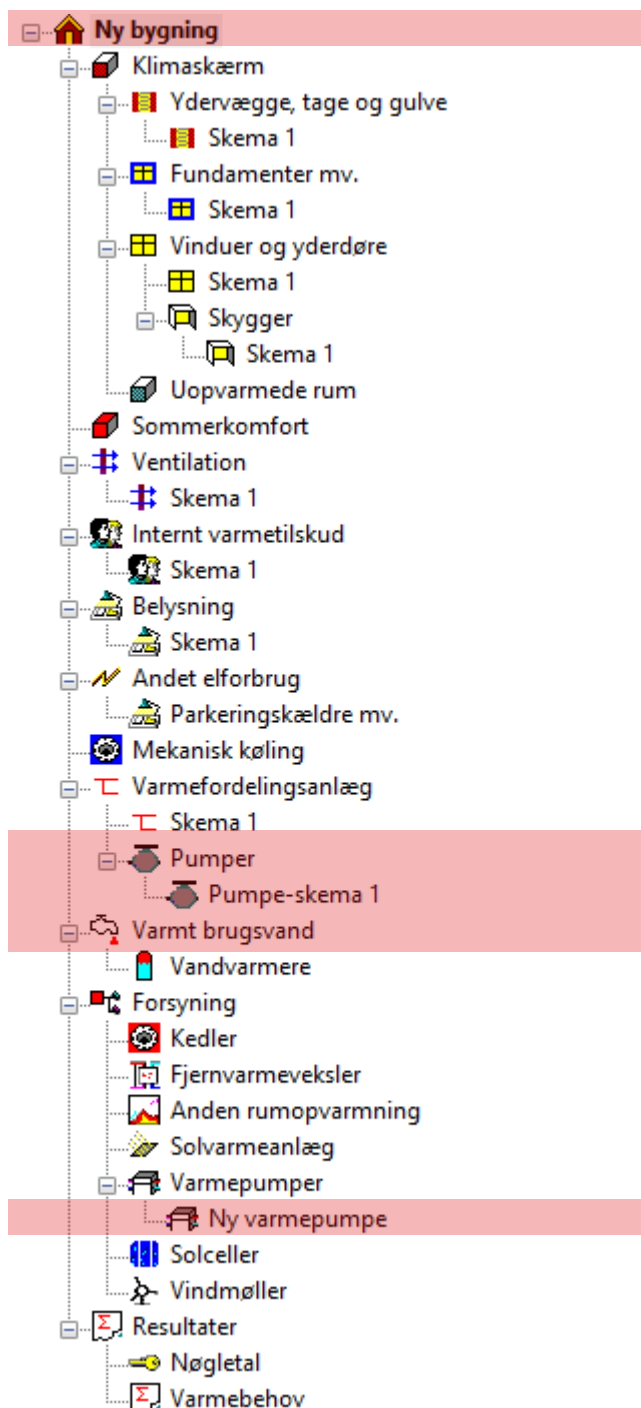 Ny bygning
Klimaskærm
Ydervægge, tage og gulve
Skema 1
Fundamenter mv.
Skema 1
Vinduer og yderdøre
Skema 1
Skygger
Skema 1
Uopvarmede rum
Sommerkomfort
Ventilation
Skema 1
Internt varmetilskud
Skema 1
Belysning
Skema 1
Andet elforbrug
Parkeringskældre mv.
Mekanisk køling
Varmefordelingsanlæg
Skema 1
Pumper
Pumpe-skema 1
Varmt brugsvand
Vandvarmere
Forsyning
Kedler
Fjernvarmeveksler
Anden rumopvarmning
Solvarmeanlæg
Varmepumper
Ny varmepumpe
Solceller
Vindmøller
Resultater
Nøgletal
Varmebehov